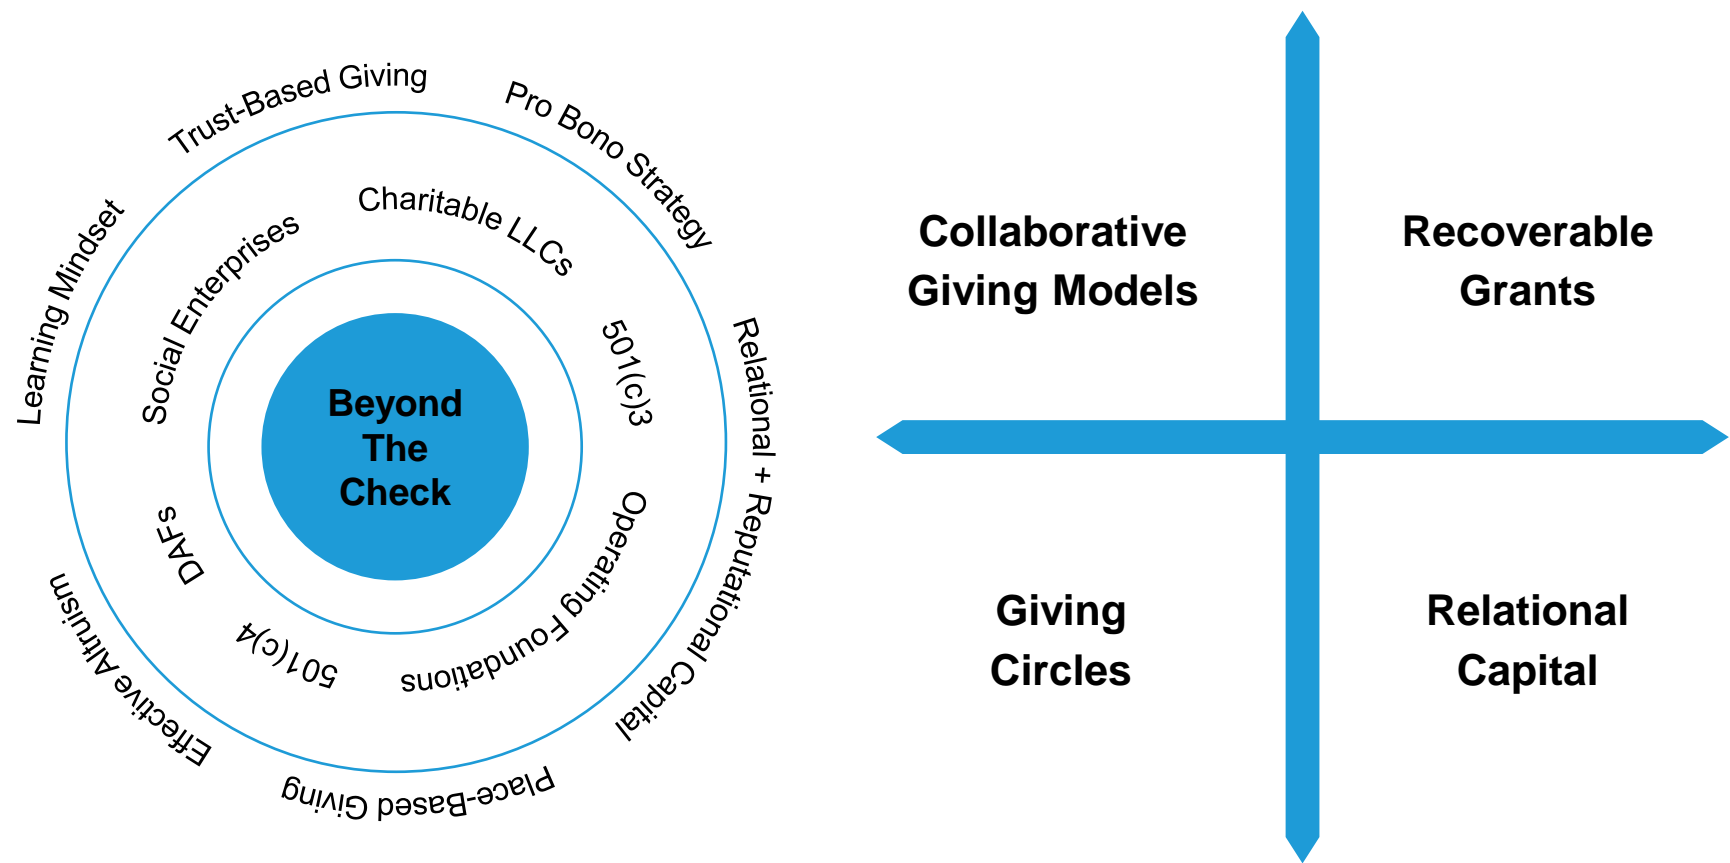 Trust-Based Giving
Pro Bono Strategy
Relational + Reputational Capital
Place-Based Giving
Effective Altruism
Learning Mindset
Charitable LLCs
501(c)3
Operating Foundations
501(c)4
DAFs
Social Enterprises
Beyond
The
Check
Collaborative
Giving Models
Recoverable
Grants
Giving
Circles
Relational
Capital